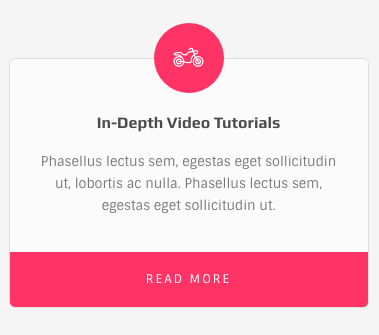 In-Depth Video Tutorials
Phasellus lectus sem, egestas eget sollicitudin
ut, lobortis ac nulla. Phasellus lectus sem,
egestas eget sollicitudin ut.
READ MORE